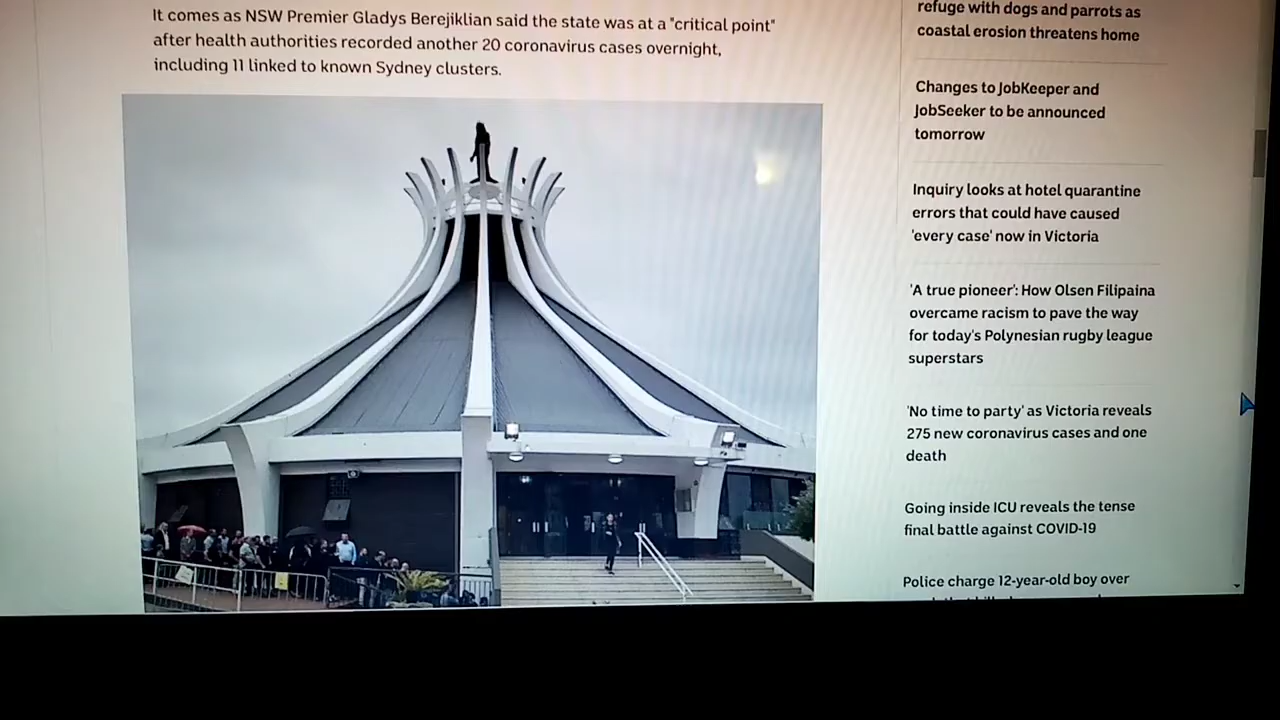 It comes as NSW Premier Gladys Berejiklian said the state was at a "critical point"
after health authorities recorded another 20 coronavirus cases overnight,
including 11 linked to known Sydney clusters.
refuge with dogs and parrots as
coastal erosion threatens home
Changes to JobKeeper and
JobSeeker to be announced
tomorrow
Inquiry looks at hotel quarantine
errors that could have caused
'every case' now in Victoria
'A true pioneer': How Olsen Filipaina
overcame racism to pave the way
for today's Polynesian rugby league
superstars
'No time to party' as Victoria reveals
275 new coronavirus cases and one
death
Going inside ICU reveals the tense
final battle against COVID-19
Police charge 12-year-old boy over